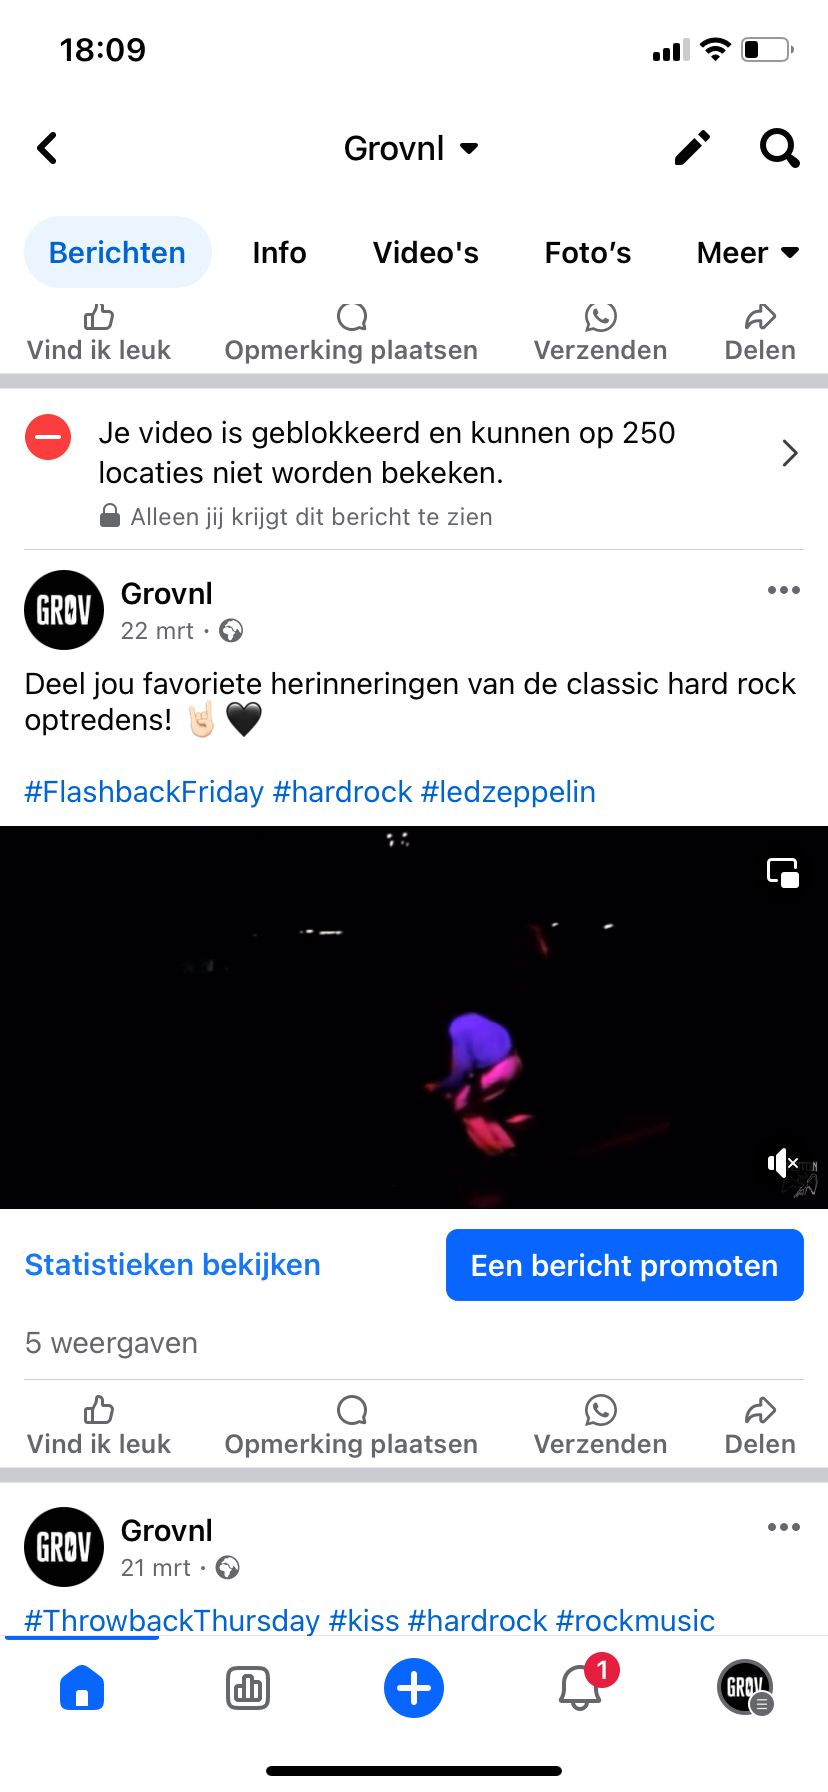 18:09
Grovnl
Berichten Info Video's Foto's Meer
Vind ik leuk Opmerking plaatsen Verzenden Delen
Je video is geblokkeerd en kunnen op 250
locaties niet worden bekeken.
Alleen jij krijgt dit bericht te zien
GRØV
Grovnl
22 mrt ·
Deel jou favoriete herinneringen van de classic hard rock
optredens! 🤘🏻🖤
#FlashbackFriday #hardrock #ledzeppelin
Statistieken bekijken
Een bericht promoten
5 weergaven
Vind ik leuk Opmerking plaatsen Verzenden Delen
GRØV
Grovnl
21 mrt ·
#ThrowbackThursday #kiss #hardrock #rockmusic
1
GRØV